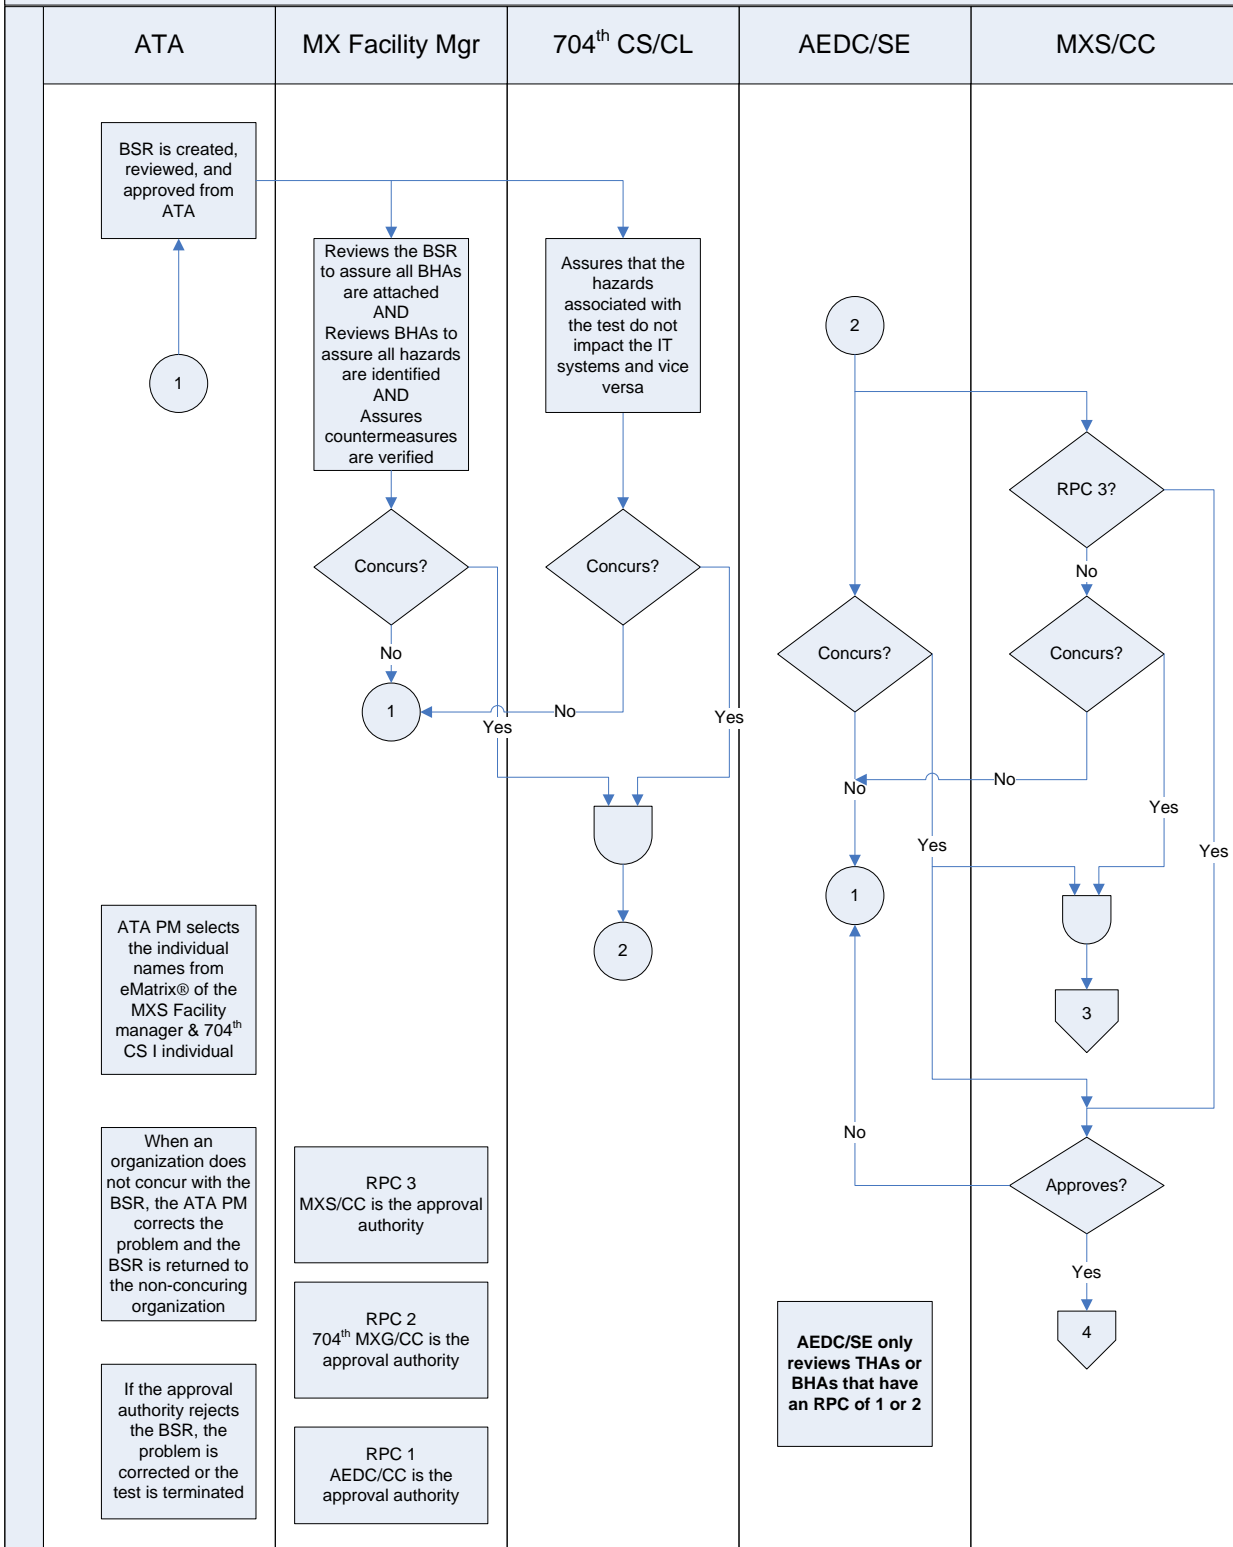 ATA
MX Facility Mgr
704th CS/CL
AEDC/SE
MXS/CC
BSR is created,
reviewed, and
approved from
ATA
1
Reviews the BSR
to assure all BHAs
are attached
AND
Reviews BHAs to
assure all hazards
are identified
AND
Assures
countermeasures
are verified
Concurs?
No
1
Yes
Assures that the
hazards
associated with
the test do not
impact the IT
systems and vice
versa
Concurs?
No
Yes
2
2
Concurs?
No
Yes
1
No
RPC 3?
No
Yes
Concurs?
No
Yes
3
Approves?
Yes
4
ATA PM selects
the individual
names from
eMatrix® of the
MXS Facility
manager & 704th
CS I individual
When an
organization does
not concur with the
BSR, the ATA PM
corrects the
problem and the
BSR is returned to
the non-concuring
organization
If the approval
authority rejects
the BSR, the
problem is
corrected or the
test is terminated
RPC 3
MXS/CC is the approval
authority
RPC 2
704th MXG/CC is the
approval authority
RPC 1
AEDC/CC is the
approval authority
AEDC/SE only
reviews THAs or
BHAs that have
an RPC of 1 or 2